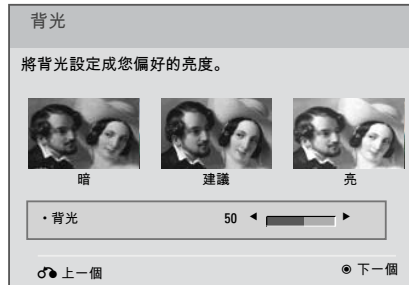 背光
將背光設定成您偏好的亮度。
暗 建議 亮
・背光 50
上一個 下一個